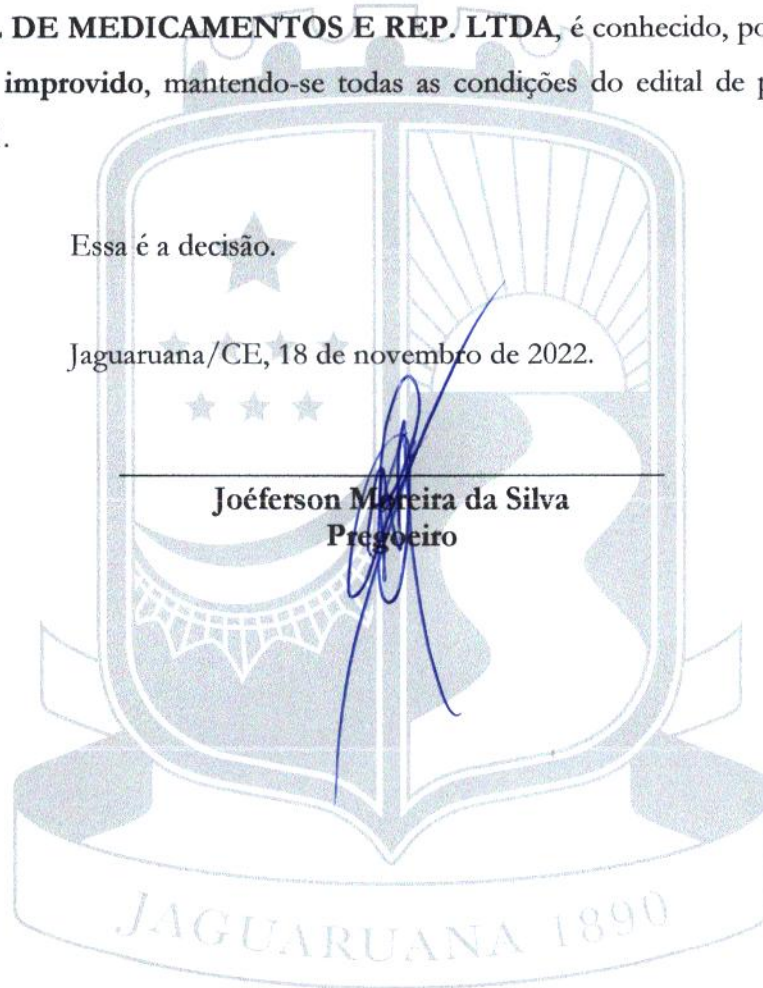 DE MEDICAMENTOS E REP. LTDA, é conhecido,
improvido, mantendo-se todas as condições do edital de
Essa é a decisão.
Jaguaruana/CE, 18 de novembro de 2022.
Joéferson Moreira da Silva
Pregoeiro
JAGUARUANA 1890